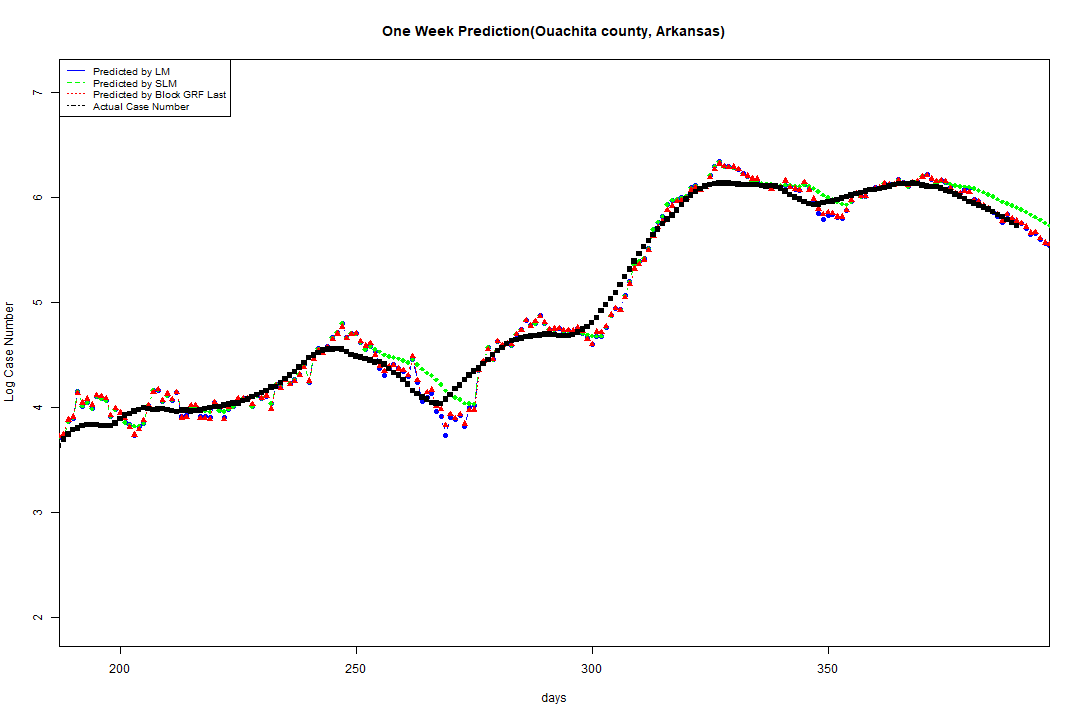 One Week Prediction(Ouachita county, Arkansas)
Predicted by LM
Predicted by SLM
Predicted by Block GRF Last
Actual Case Number
7
6
5
4
3
2
Log Case Number
200 250 300 350
days